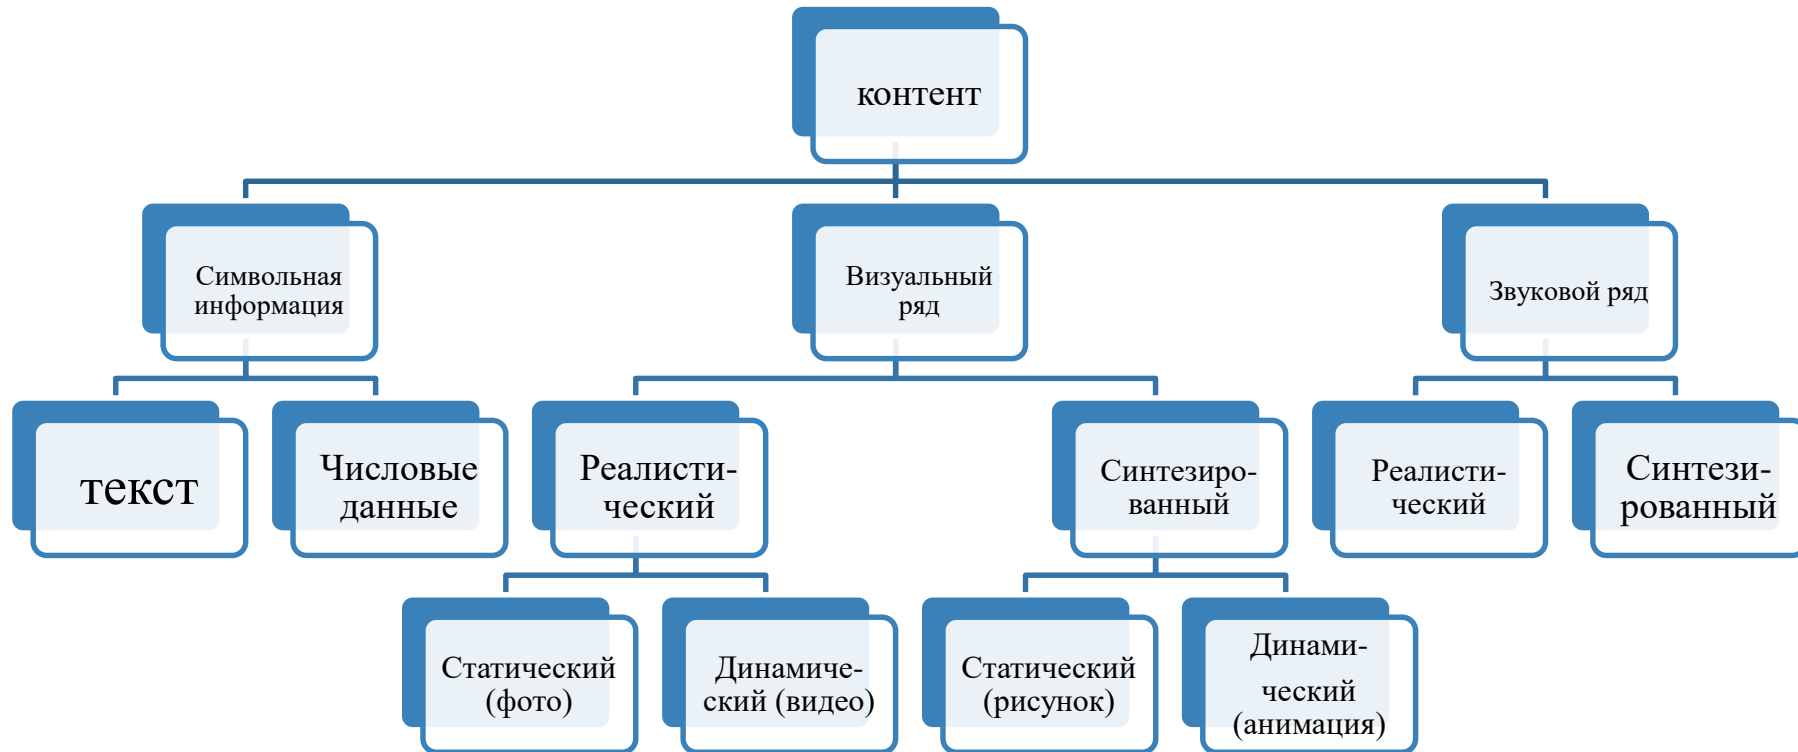 контент
Символьная
информация
Визуальный
ряд
Звуковой ряд
текст
Числовые
данные
Реалисти-
ческий
Синтезиро-
ванный
Реалисти-
ческий
Синтези-
рованный
Статический
(фото)
Динамиче-
ский (видео)
Статический
(рисунок)
Динами-
ческий
(анимация)